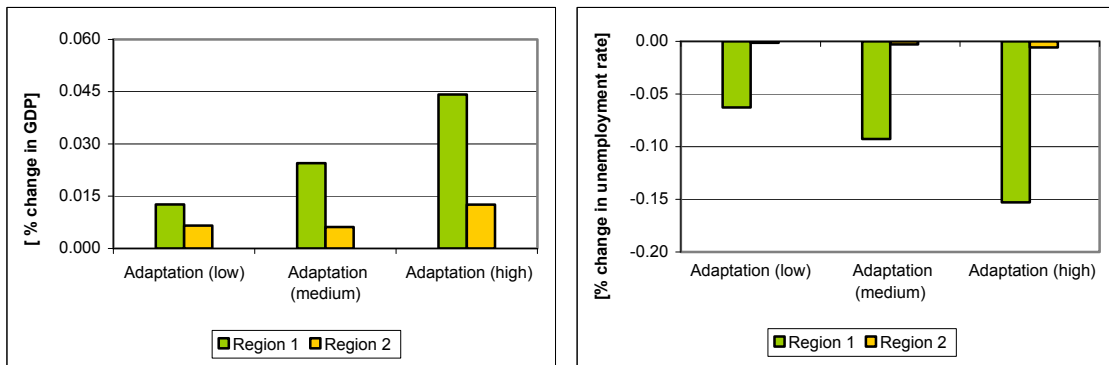 [ % change in GDP]
0.060
0.045
0.030
0.015
0.000
Adaptation (low)
Adaptation
(medium)
Adaptation (high)
Region 1
Region 2
[% change in unemployment rate]
0.00
-0.05
-0.10
-0.15
-0.20
Adaptation (low)
Adaptation
(medium)
Adaptation (high)
Region 1
Region 2